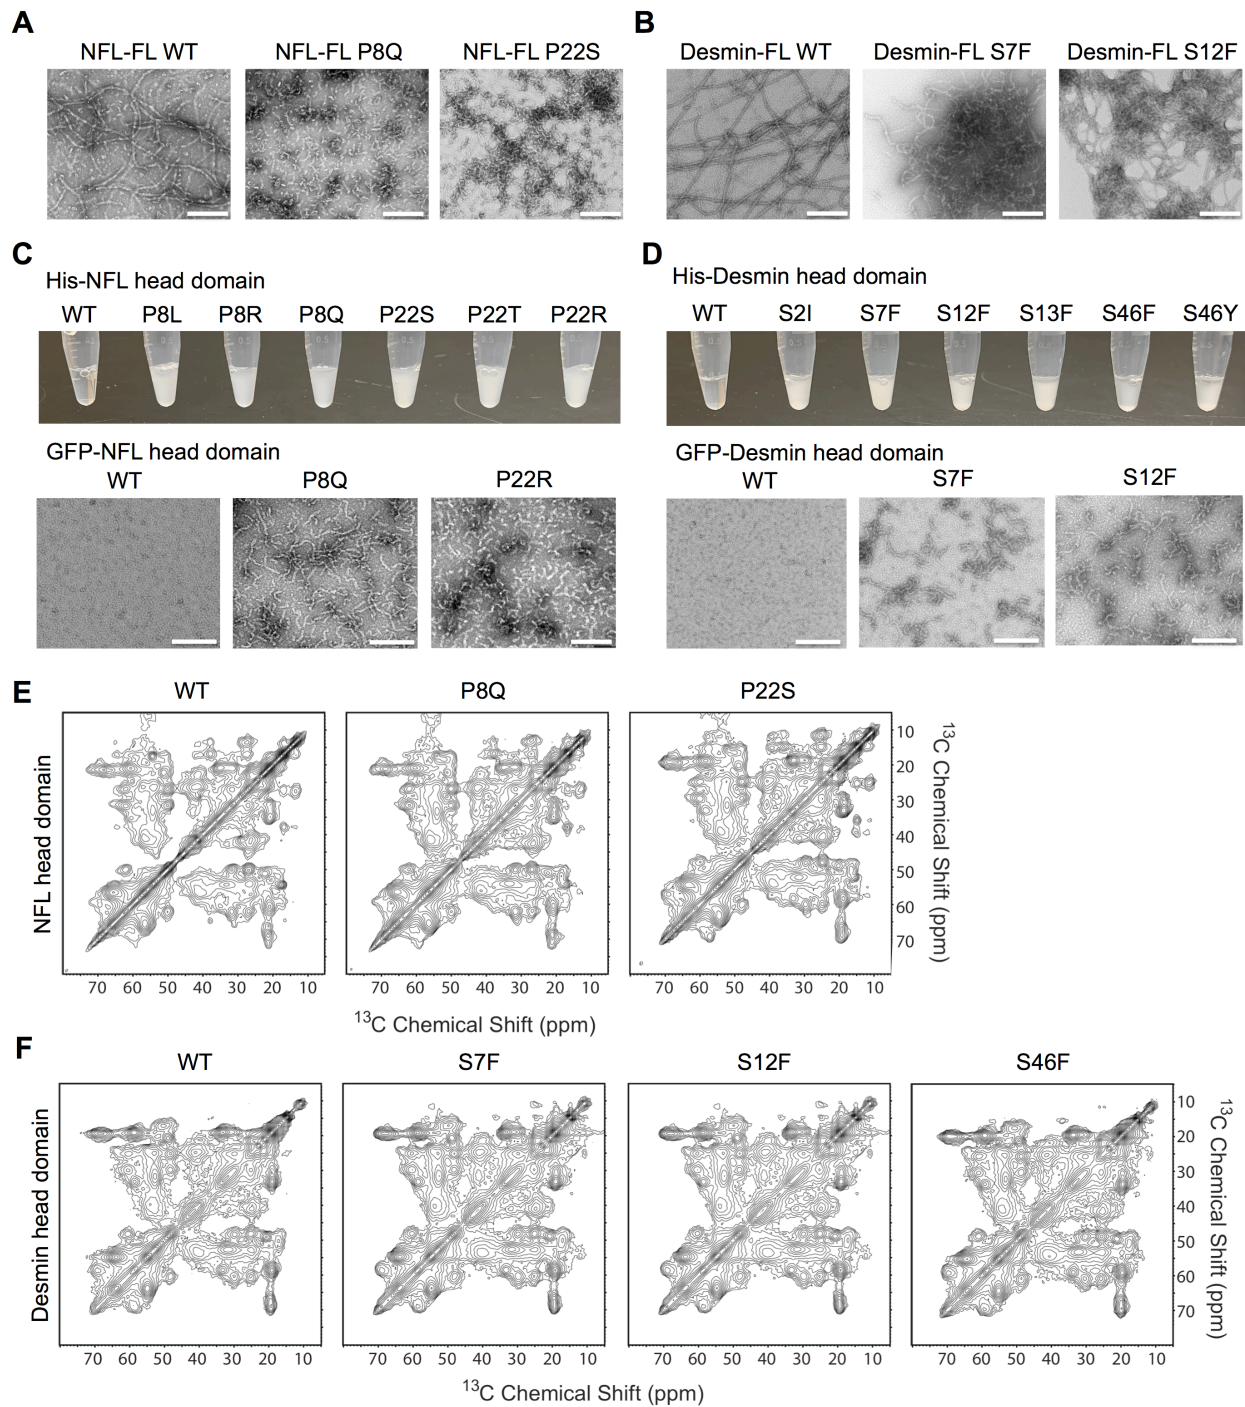 A
NFL-FL WT NFL-FL P8Q NFL-FL P22S
B
Desmin-FL WT Desmin-FL S7F Desmin-FL S12F
C
His-NFL head domain
WT P8L P8R P8Q P22S P22T P22R
GFP-NFL head domain
WT P8Q P22R
D
His-Desmin head domain
WT S2I S7F S12F S13F S46F S46Y
GFP-Desmin head domain
WT S7F S12F
E
WT P8Q P22S
NFL head domain
10
20
30
40
50
60
70
13C Chemical Shift (ppm)
70 60 50 40 30 20 10 70 60 50 40 30 20 10 70 60 50 40 30 20 10
13C Chemical Shift (ppm)
F
WT S7F S12F S46F
Desmin head domain
10
20
30
40
50
60
70
13C Chemical Shift (ppm)
70 60 50 40 30 20 10 70 60 50 40 30 20 10 70 60 50 40 30 20 10 70 60 50 40 30 20 10
13C Chemical Shift (ppm)